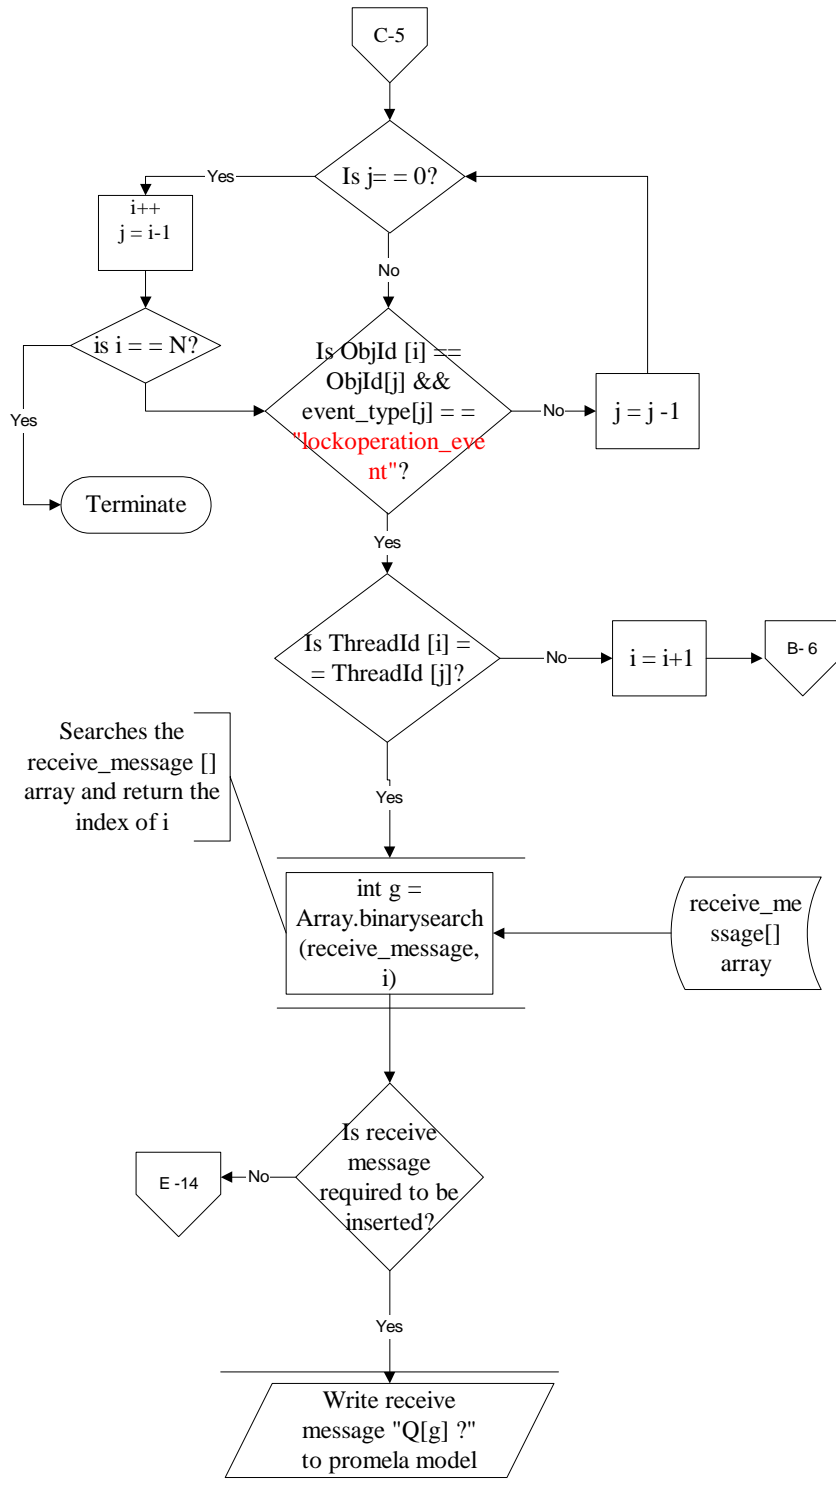 C-5
Is j= = 0?
Yes
i++
j = i-1
No
is i = = N?
Is ObjId [i] ==
ObjId[j] &&
event_type[j] = =
"lockoperation_eve
nt"?
No
j = j -1
Yes
Terminate
Yes
Is ThreadId [i] =
= ThreadId [j]?
No
i = i+1
B- 6
Searches the
receive_message []
array and return the
index of i
Yes
int g =
Array.binarysearch
(receive_message,
i)
receive_me
ssage[]
array
Is receive
message
required to be
inserted?
No
E -14
Yes
Write receive
message "Q[g] ?"
to promela model